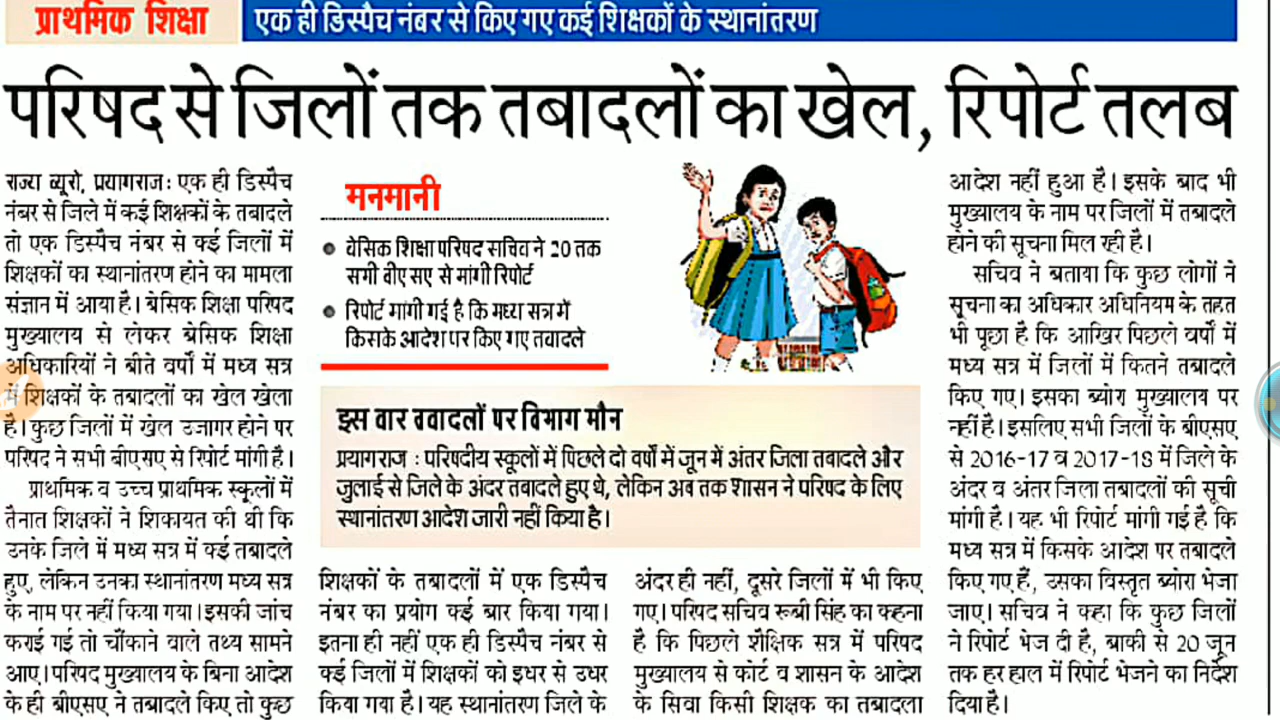 प्राथमिक शिक्षा
एक ही डिस्पैच नंबर से किए गए कई शिक्षकों के स्थानांतरण
परिषद से जिलों तक तबादलों का खेल, रिपोर्ट तलब
राज्य ब्यूरो, प्रयागराज: एक ही डिस्पैच
नंबर से जिले में कई शिक्षकों के तबादले
तो एक डिस्पैच नंबर से कई जिलों में
शिक्षकों का स्थानांतरण होने का मामला
संज्ञान में आया है। बेसिक शिक्षा परिषद
मुख्यालय से लेकर बेसिक शिक्षा
अधिकारियों ने बीते वर्षों में मध्य सत्र
में शिक्षकों के तबादलों का खेल खेला
है। कुछ जिलों में खेल उजागर होने पर
परिषद ने सभी बीएसए से रिपोर्ट मांगी है।
प्राथमिक व उच्च प्राथमिक स्कूलों में
तैनात शिक्षकों ने शिकायत की थी कि
उनके जिले में मध्य सत्र में कई तबादले
हुए, लेकिन उनका स्थानांतरण मध्य सत्र
के नाम पर नहीं किया गया। इसकी जांच
कराई गई तो चौंकाने वाले तथ्य सामने
आए। परिषद मुख्यालय के बिना आदेश
के ही बीएसए ने तबादले किए तो कुछ
मनमानी
● बेसिक शिक्षा परिषद सचिव ने 20 तक
सभी बीएसए से मांगी रिपोर्ट
● रिपोर्ट मांगी गई है कि मध्य सत्र में
किसके आदेश पर किए गए तबादले
इस बार तबादलों पर विभाग मौन
प्रयागराज : परिषदीय स्कूलों में पिछले दो वर्षों में जून में अंतर जिला तबादले और
जुलाई से जिले के अंदर तबादले हुए थे, लेकिन अब तक शासन ने परिषद के लिए
स्थानांतरण आदेश जारी नहीं किया है।
शिक्षकों के तबादलों में एक डिस्पैच
नंबर का प्रयोग कई बार किया गया।
इतना ही नहीं एक ही डिस्पैच नंबर से
कई जिलों में शिक्षकों को इधर से उधर
किया गया है। यह स्थानांतरण जिले के
अंदर ही नहीं, दूसरे जिलों में भी किए
गए। परिषद सचिव रूबी सिंह का कहना
है कि पिछले शैक्षिक सत्र में परिषद
मुख्यालय से कोर्ट व शासन के आदेश
के सिवा किसी शिक्षक का तबादला
आदेश नहीं हुआ है। इसके बाद भी
मुख्यालय के नाम पर जिलों में तबादले
होने की सूचना मिल रही है।
सचिव ने बताया कि कुछ लोगों ने
सूचना का अधिकार अधिनियम के तहत
भी पूछा है कि आखिर पिछले वर्षों में
मध्य सत्र में जिलों में कितने तबादले
किए गए। इसका ब्योरा मुख्यालय पर
नहीं है। इसलिए सभी जिलों के बीएसए
से 2016-17 व 2017-18 में जिले के
अंदर व अंतर जिला तबादलों की सूची
मांगी है। यह भी रिपोर्ट मांगी गई है कि
मध्य सत्र में किसके आदेश पर तबादले
किए गए हैं, उसका विस्तृत ब्योरा भेजा
जाए। सचिव ने कहा कि कुछ जिलों
ने रिपोर्ट भेज दी है, बाकी से 20 जून
तक हर हाल में रिपोर्ट भेजने का निर्देश
दिया है।